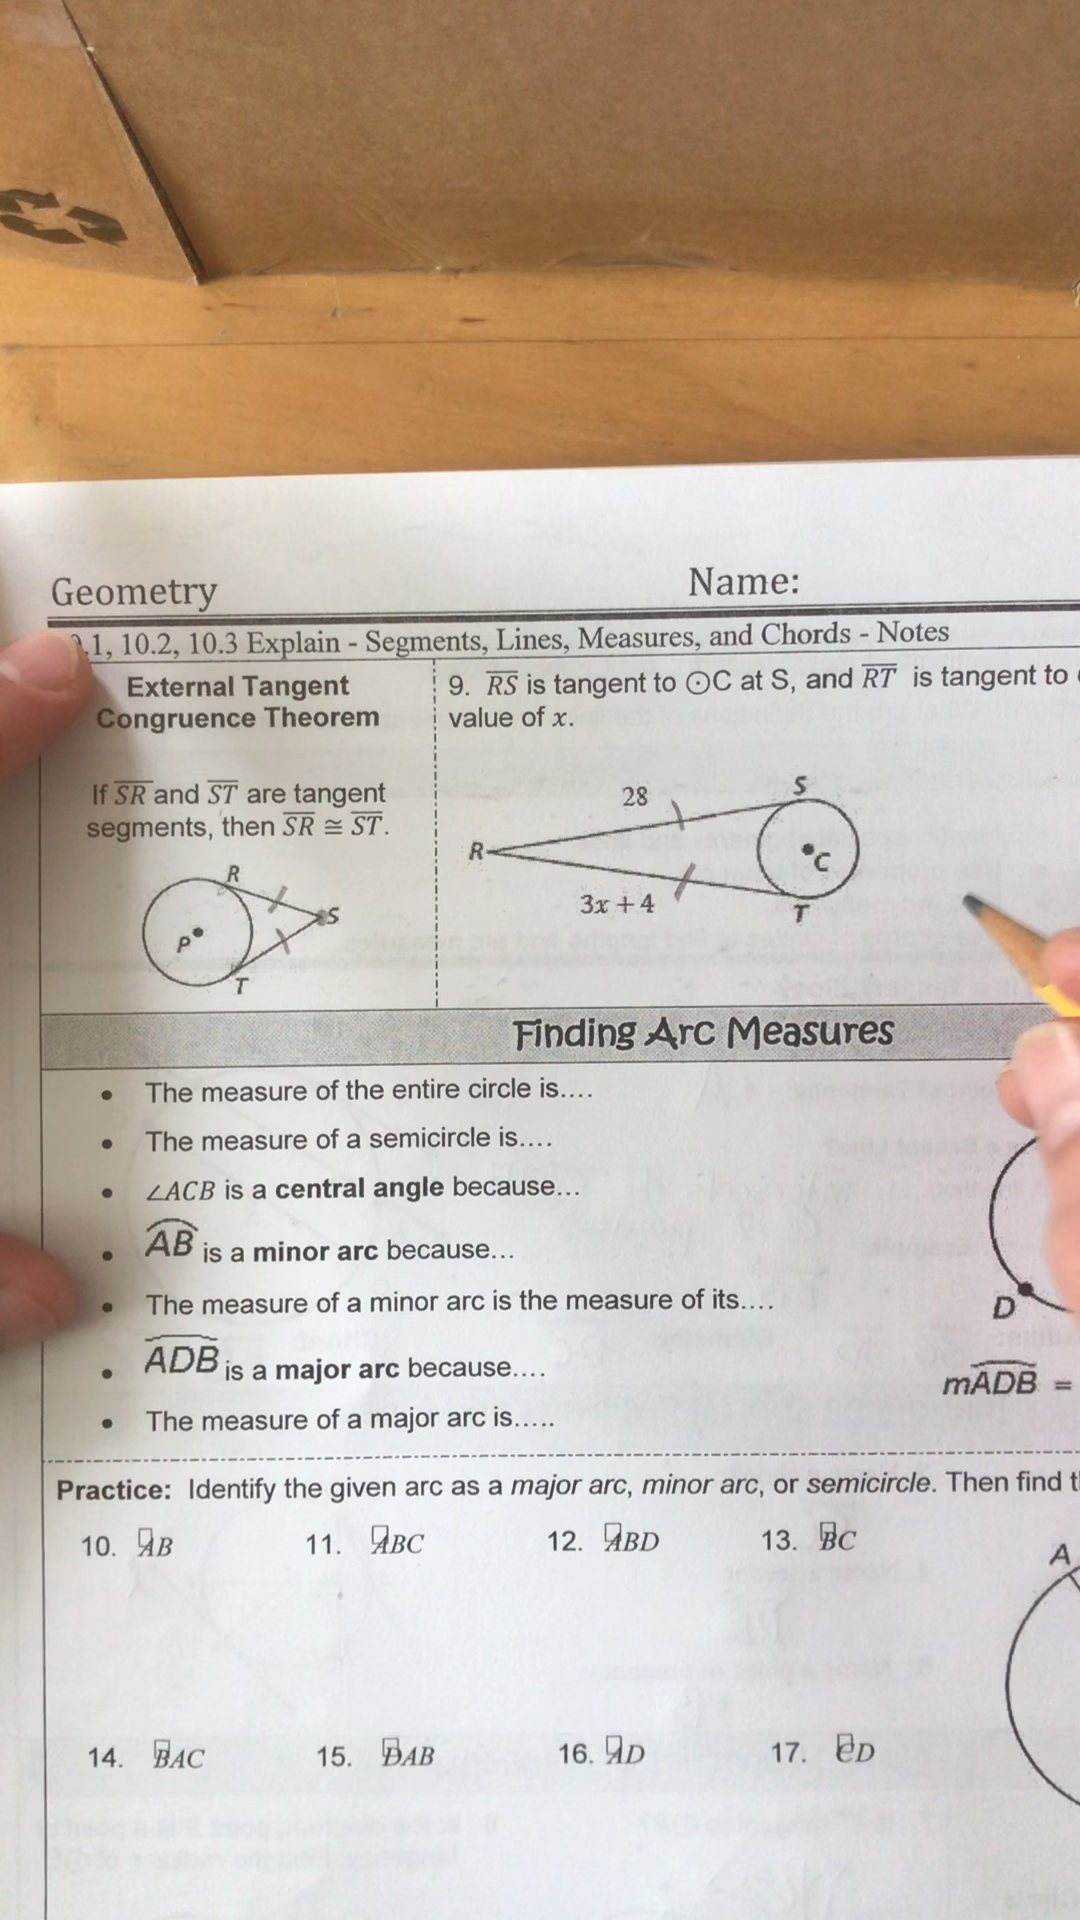 Geometry
Name:
.1, 10.2, 10.3 Explain - Segments, Lines, Measures, and Chords - Notes
External Tangent
Congruence Theorem
If SR and ST are tangent
segments, then SR ≅ ST.
R
S
P
T
9. RS is tangent to ⊙C at S, and RT is tangent to
value of x.
28
S
R
C
3x + 4
T
Finding Arc Measures
• The measure of the entire circle is....
• The measure of a semicircle is....
• ∠ACB is a central angle because...
• AB is a minor arc because...
• The measure of a minor arc is the measure of its....
• ADB is a major arc because....
• The measure of a major arc is.....
D
mADB =
Practice: Identify the given arc as a major arc, minor arc, or semicircle. Then find
10. AB 11. ABC 12. ABD 13. BC
A
14. BAC 15. DAB 16. AD 17. CD